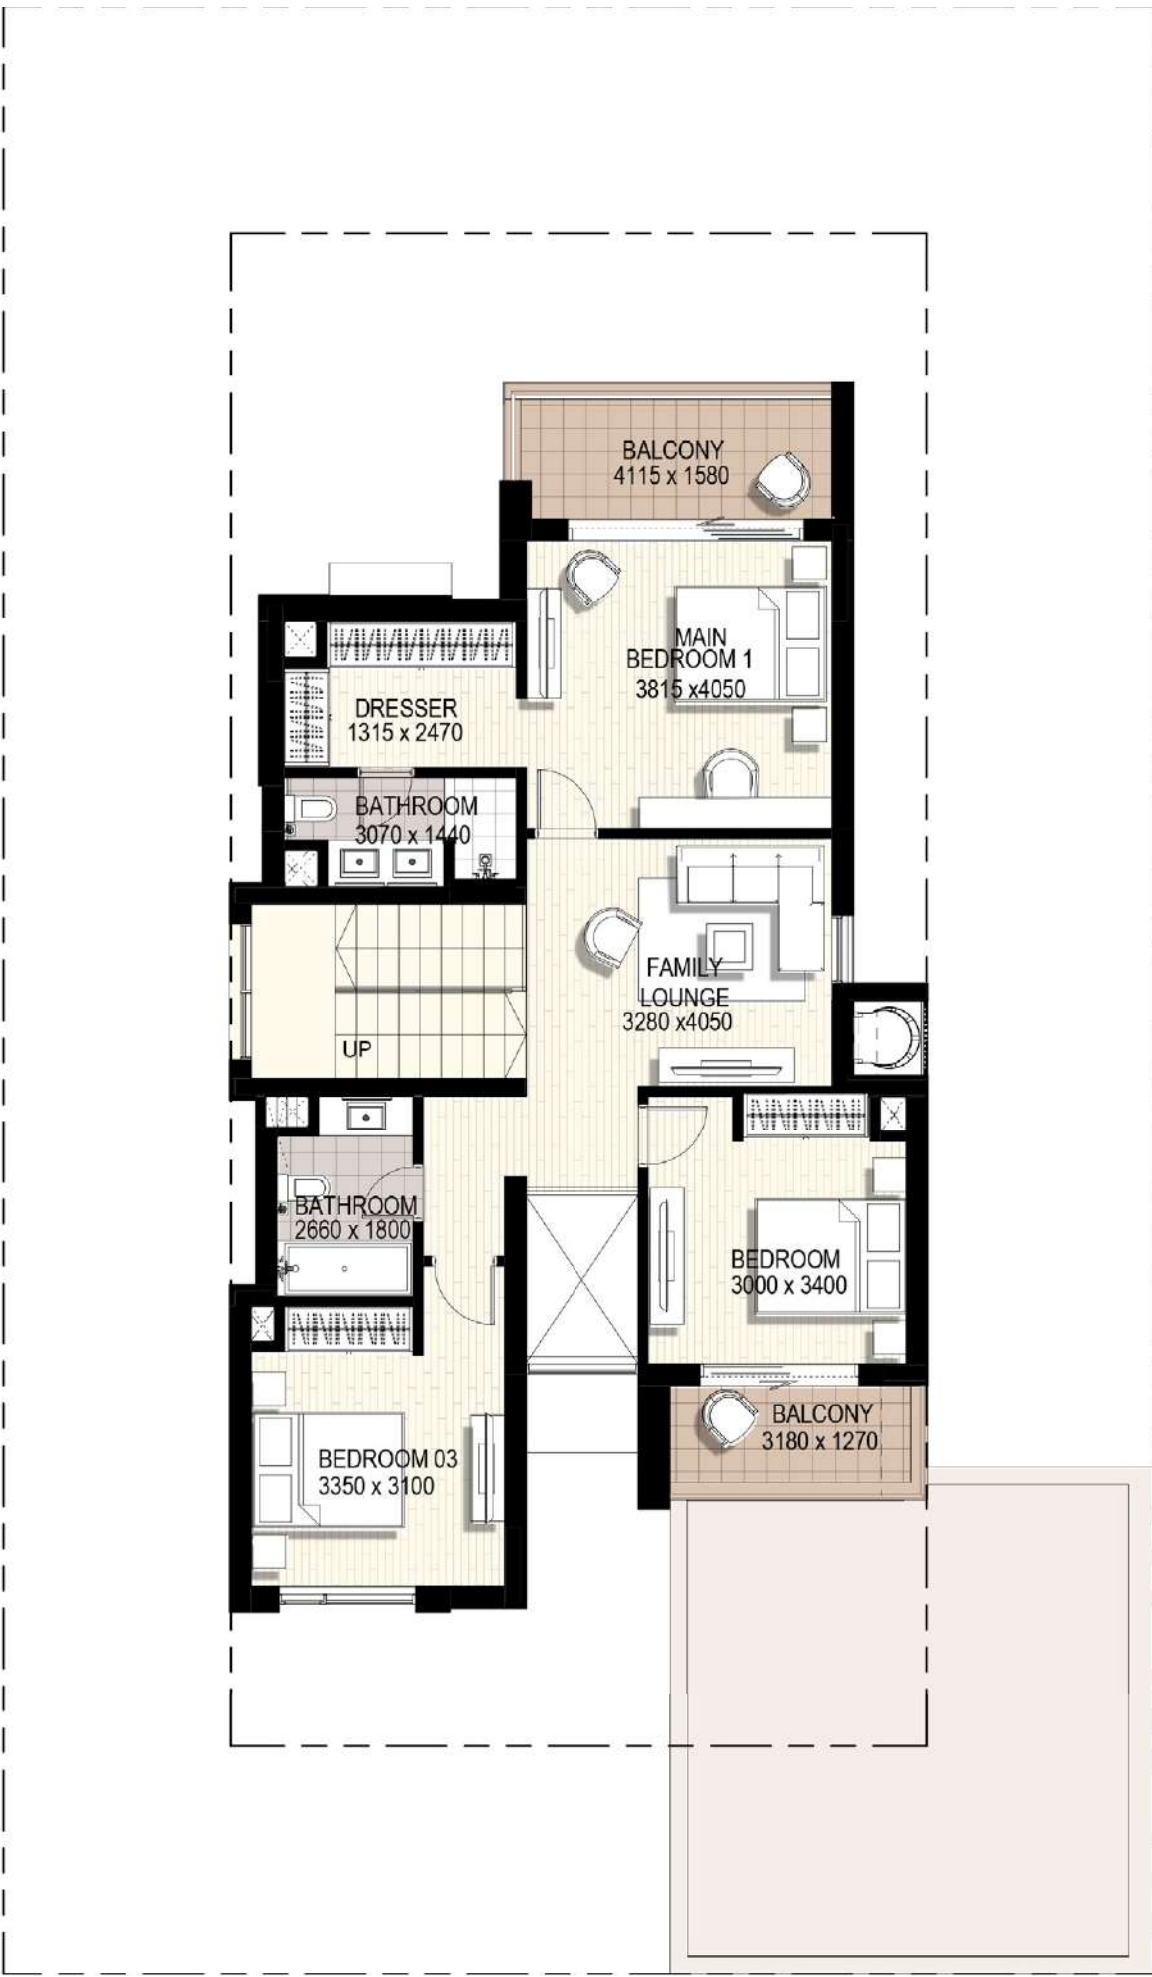 BALCONY
4115 x 1580
MAIN
BEDROOM 1
3815 x4050
DRESSER
1315 x 2470
BATHROOM
3070 x 1440
FAMILY
LOUNGE
3280 x4050
UP
BATHROOM
2660 x 1800
BEDROOM
3000 x 3400
BALCONY
3180 x 1270
BEDROOM 03
3350 x 3100